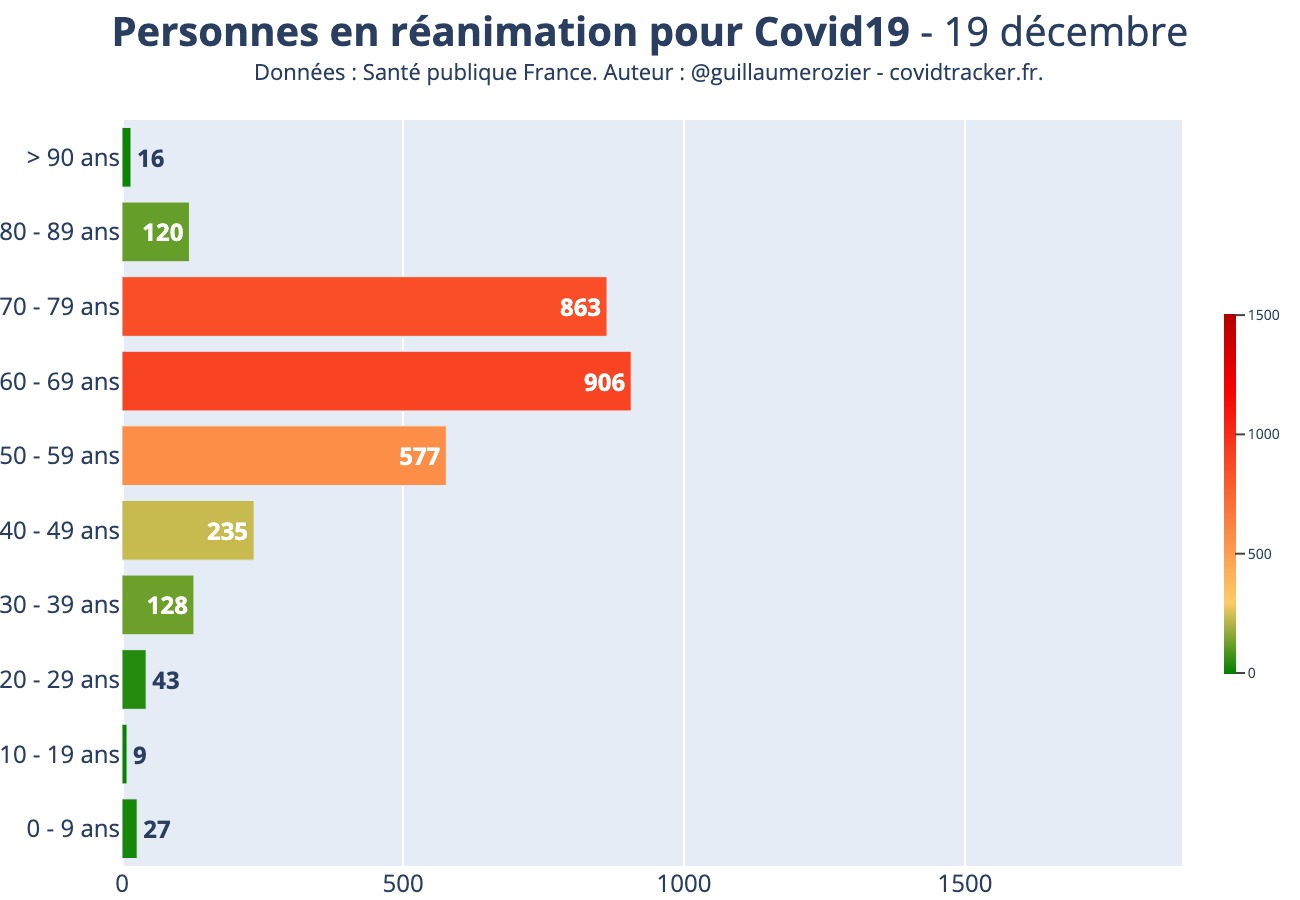 Personnes en réanimation pour Covid19 - 19 décembre
Données : Santé publique France. Auteur : @guillaumerozier - covidtracker.fr.
> 90 ans 16
80 - 89 ans 120
70 - 79 ans 863
60 - 69 ans 906
50 - 59 ans 577
40 - 49 ans 235
30 - 39 ans 128
20 - 29 ans 43
10 - 19 ans 9
0 - 9 ans 27
0 500 1000 1500
1500
1000
500
0